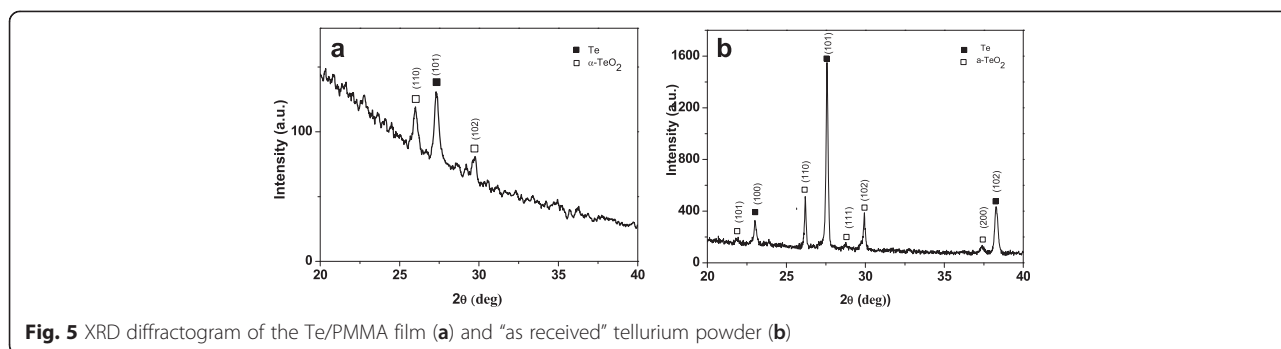 a
■ Te
□ α-TeO₂
(110)
(101)
(102)
100
0
20 25 30 35 40
Intensity (a.u.)
2θ (deg)
b
■ Te
□ a-TeO₂
(101)
(100)
(110)
(101)
(111)
(102)
(200)
(102)
1600
1200
800
400
0
20 25 30 35 40
Intensity (a.u.)
2θ (deg))
Fig. 5 XRD diffractogram of the Te/PMMA film (a) and “as received” tellurium powder (b)